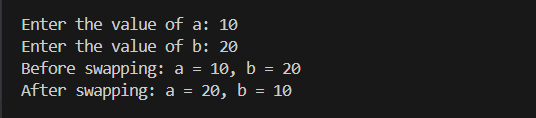 Enter the value of a: 10
Enter the value of b: 20
Before swapping: a = 10, b = 20
After swapping: a = 20, b = 10